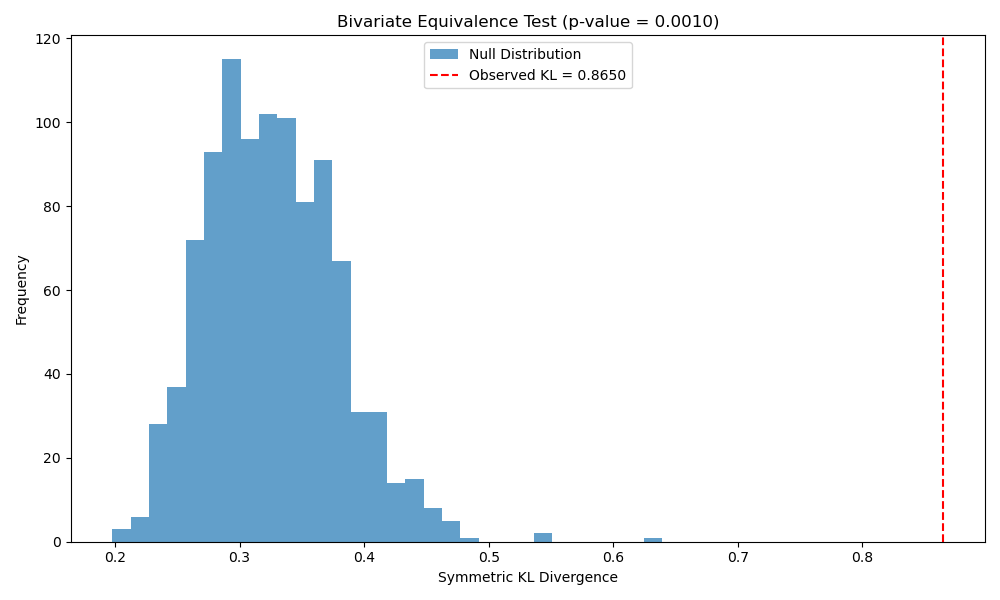 Bivariate Equivalence Test (p-value = 0.0010)
Null Distribution
Observed KL = 0.8650
120
100
80
60
40
20
0
Frequency
0.2 0.3 0.4 0.5 0.6 0.7 0.8
Symmetric KL Divergence